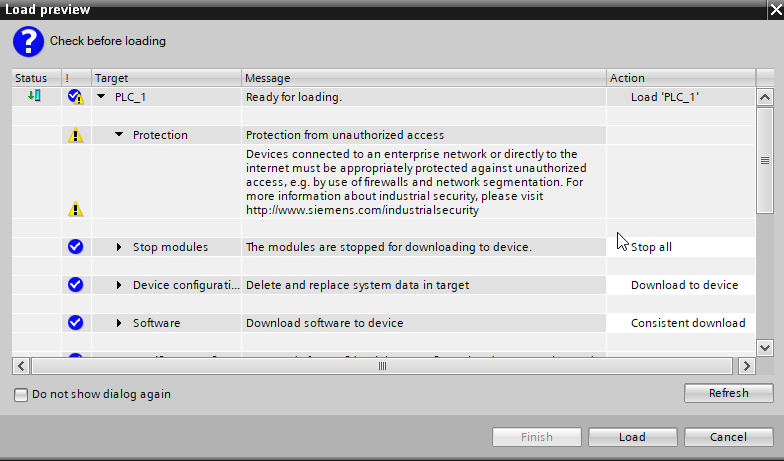 Load preview
?
Check before loading
Status ! Target Message Action
PLC_1 Ready for loading. Load 'PLC_1'
Protection Protection from unauthorized access
Devices connected to an enterprise network or directly to the
internet must be appropriately protected against unauthorized
access, e.g. by use of firewalls and network segmentation. For
more information about industrial security, please visit
http://www.siemens.com/industrialsecurity
Stop modules The modules are stopped for downloading to device. Stop all
Device configurati... Delete and replace system data in target Download to device
Software Download software to device Consistent download
Do not show dialog again
Refresh
Finish Load Cancel